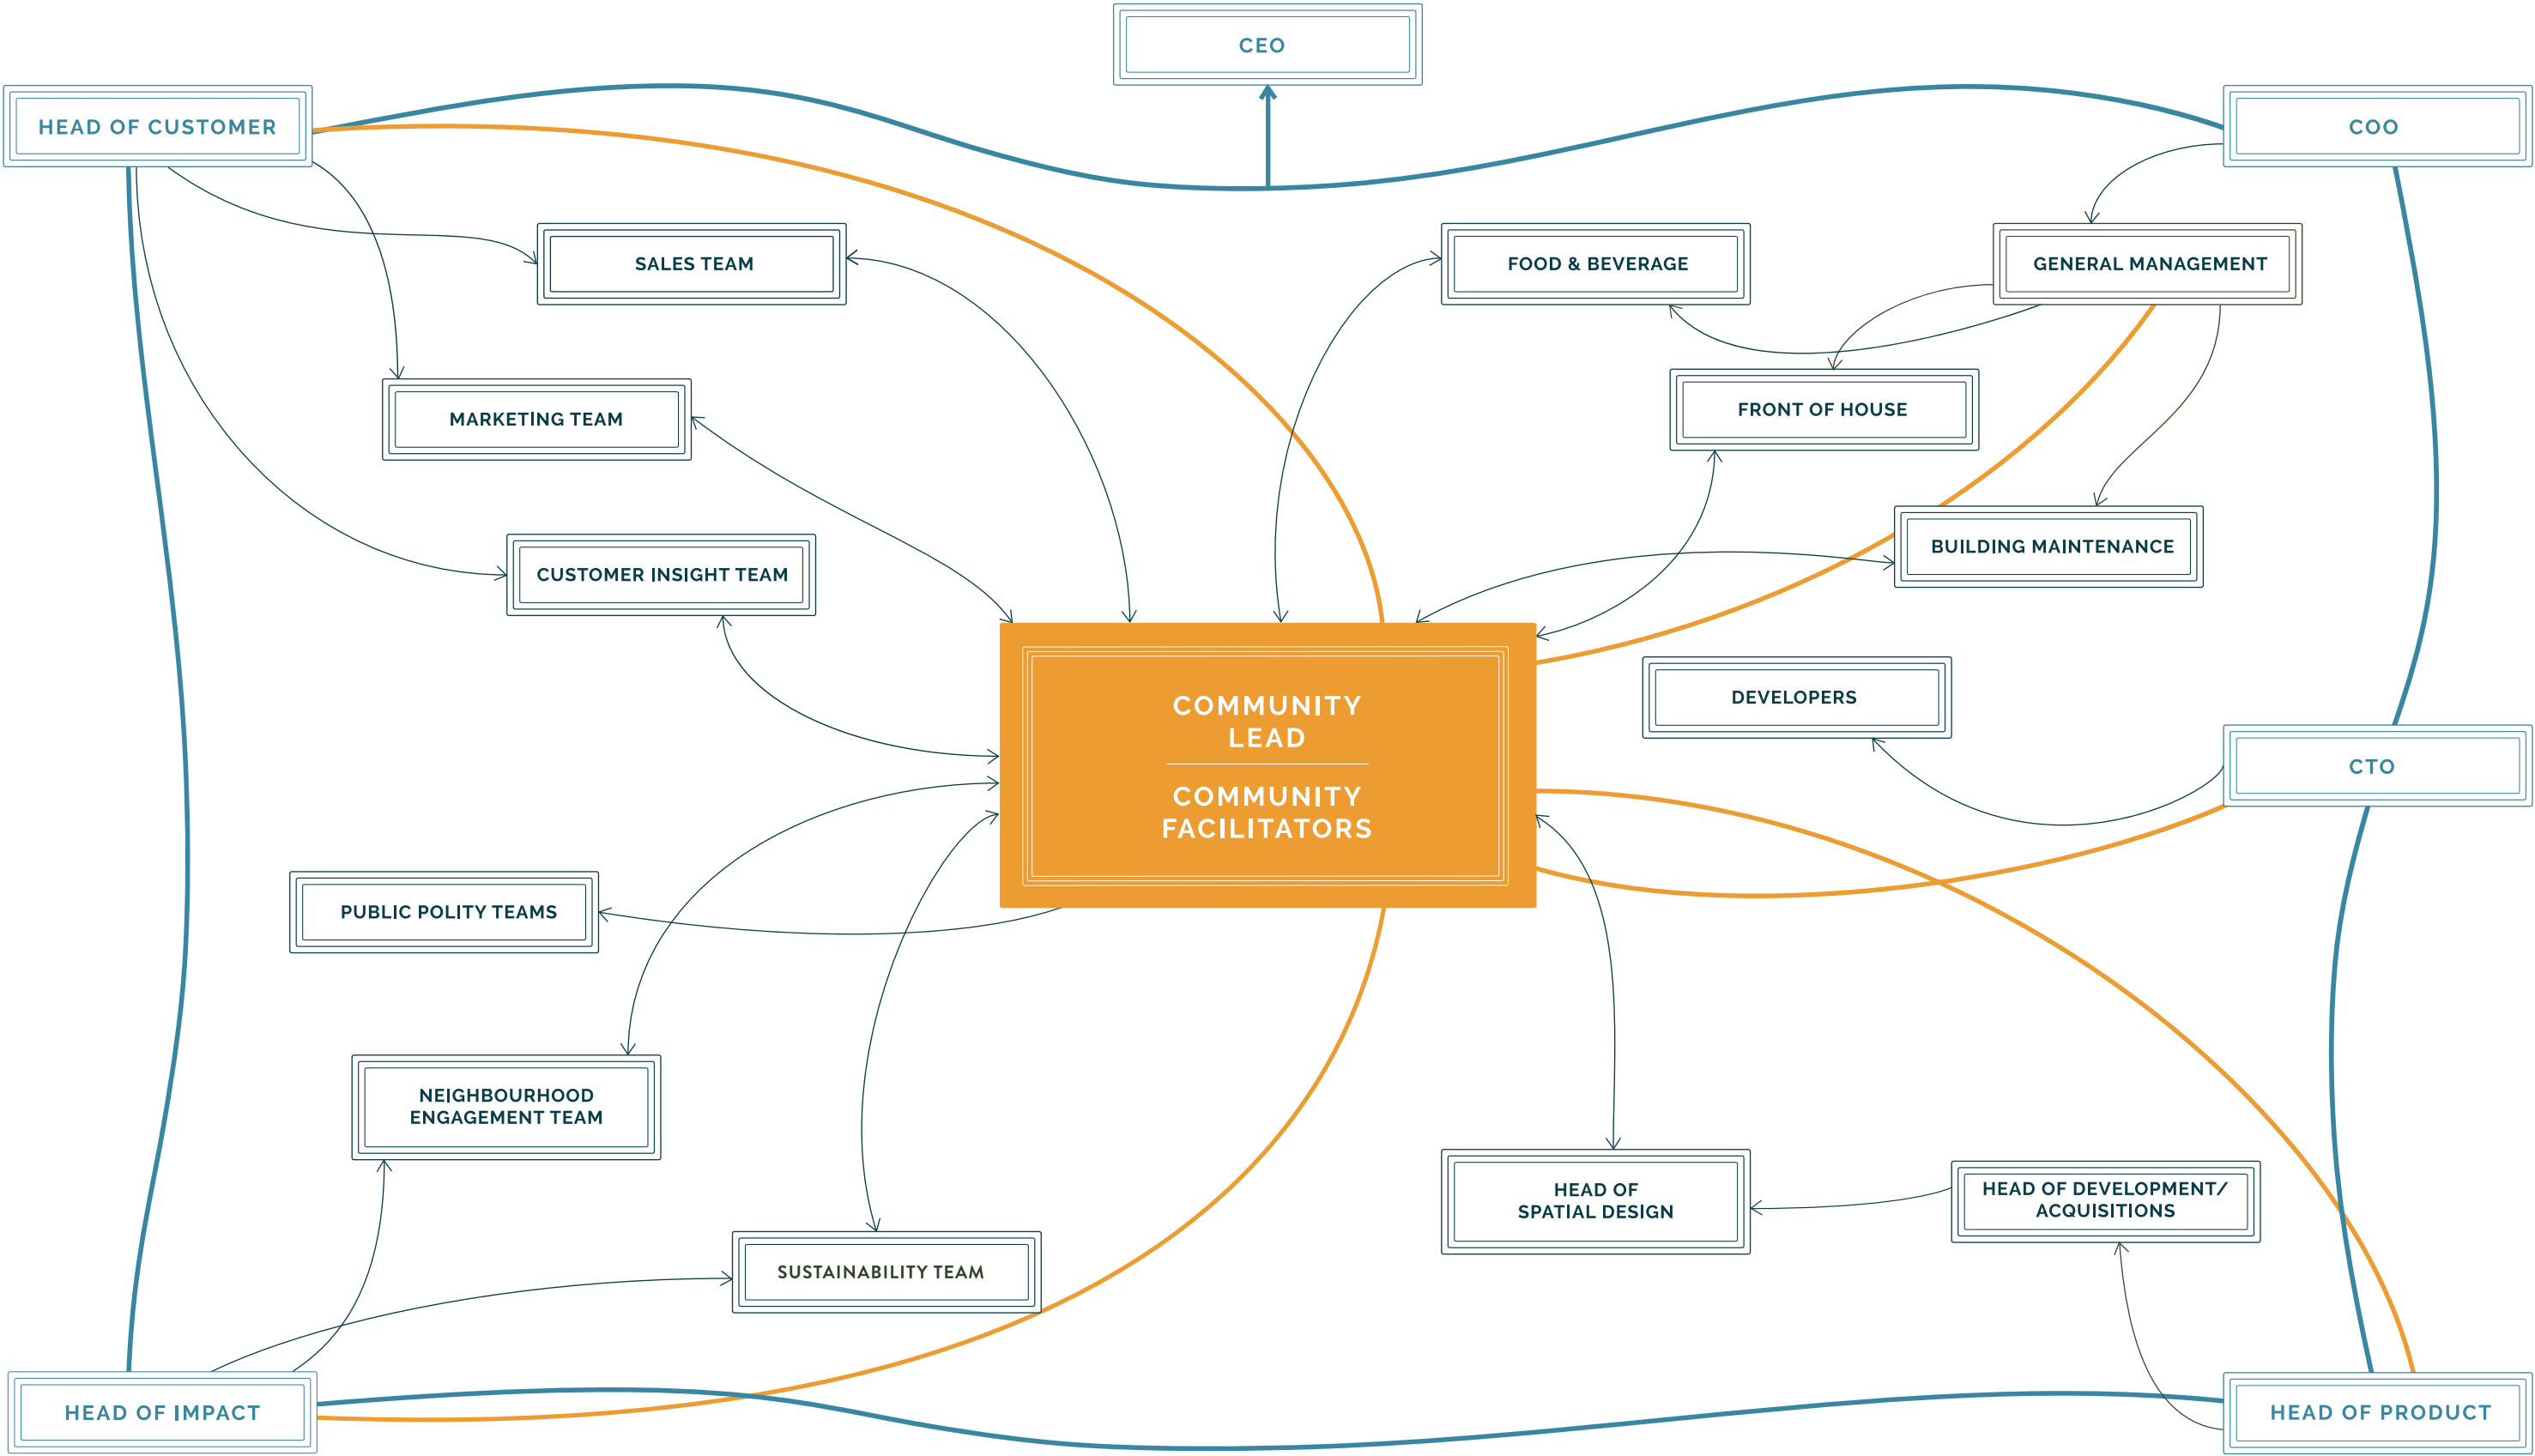 CEO
HEAD OF CUSTOMER
COO
SALES TEAM
FOOD & BEVERAGE
GENERAL MANAGEMENT
MARKETING TEAM
FRONT OF HOUSE
CUSTOMER INSIGHT TEAM
BUILDING MAINTENANCE
COMMUNITY
LEAD
COMMUNITY
FACILITATORS
DEVELOPERS
CTO
PUBLIC POLITY TEAMS
NEIGHBOURHOOD
ENGAGEMENT TEAM
SUSTAINABILITY TEAM
HEAD OF
SPATIAL DESIGN
HEAD OF DEVELOPMENT/
ACQUISITIONS
HEAD OF IMPACT
HEAD OF PRODUCT